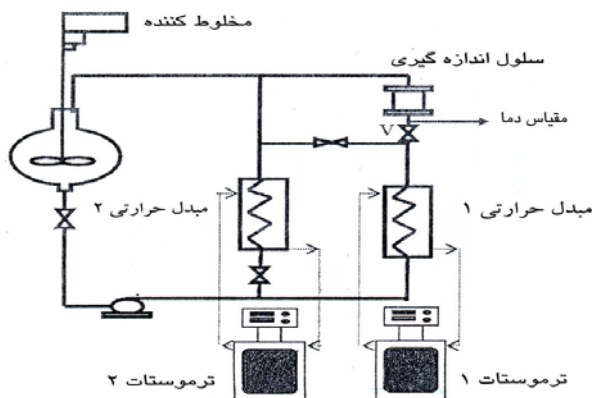 مخلوط کننده
سلول اندازه گیری
مقیاس دما
V
مبدل حرارتی ۲
مبدل حرارتی ۱
ترموستات ۲
ترموستات ۱